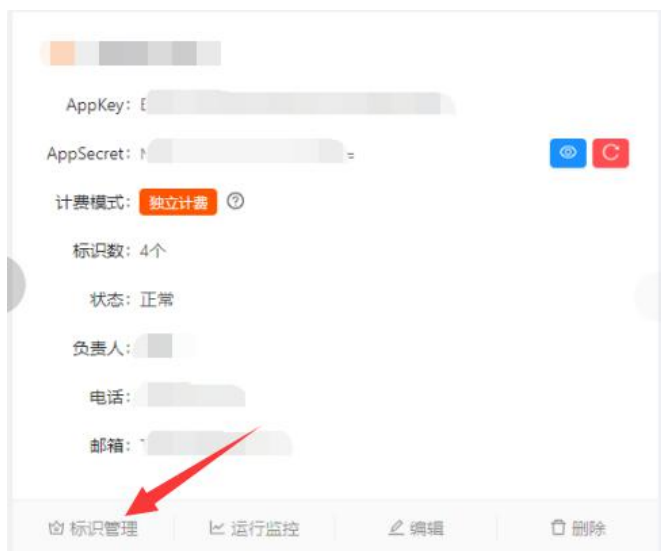 AppKey: E
AppSecret: =
计费模式: 独立计费
标识数: 4个
状态: 正常
负责人:
电话:
邮箱:
标识管理 运行监控 编辑 删除